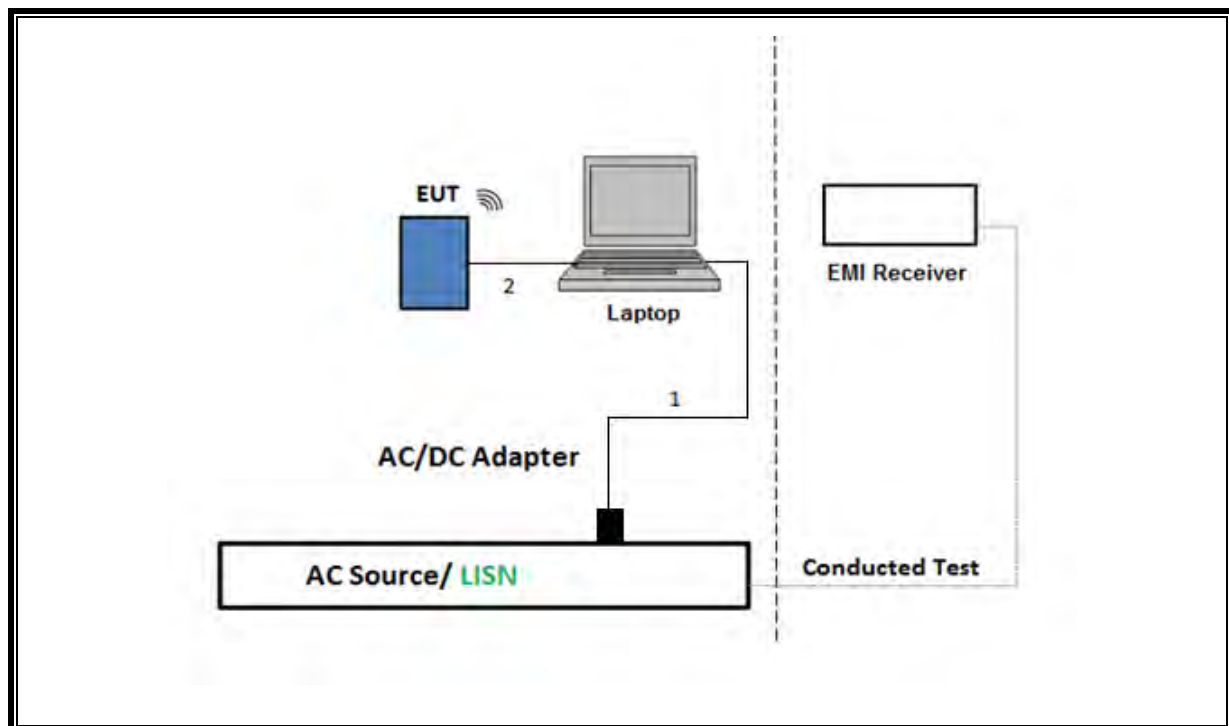 EUT
2
Laptop
EMI Receiver
1
AC/DC Adapter
AC Source/ LISN
Conducted Test